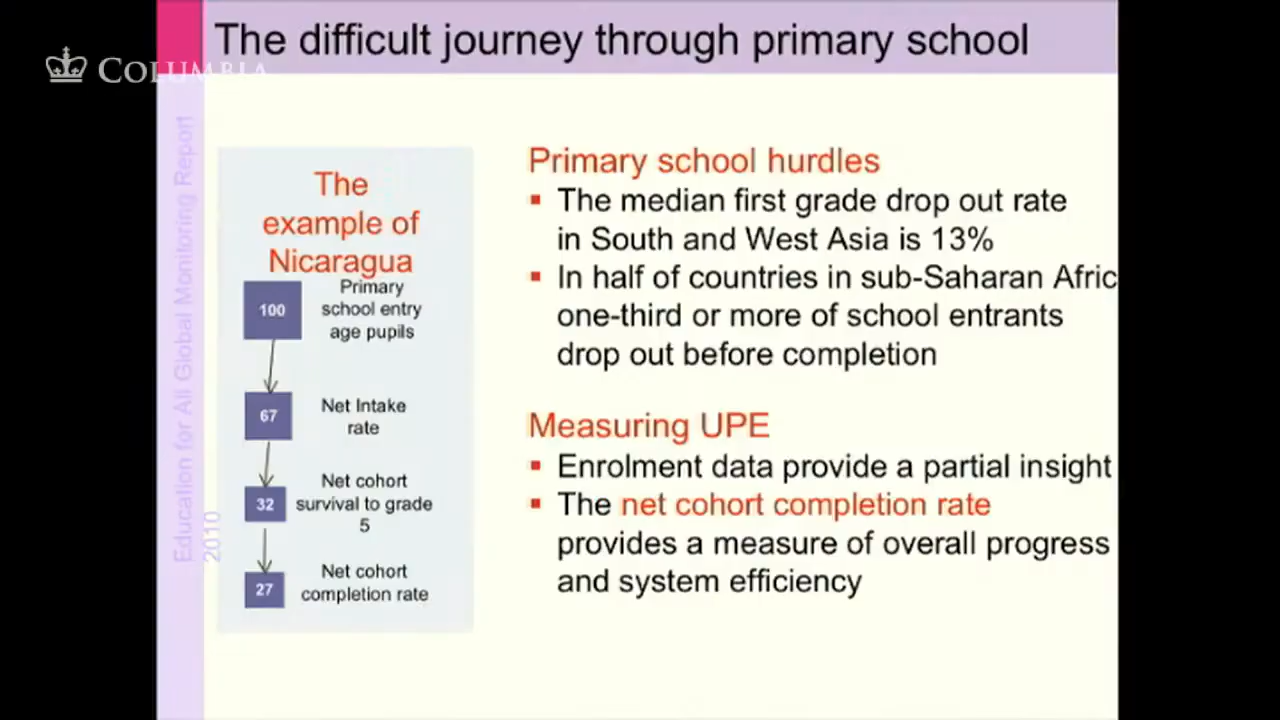 The difficult journey through primary school
COLUMBIA
Education for All Global Monitoring Report
2010
The
example of
Nicaragua
100
Primary
school entry
age pupils
67
Net Intake
rate
32
Net cohort
survival to grade
5
27
Net cohort
completion rate
Primary school hurdles
▪ The median first grade drop out rate
in South and West Asia is 13%
▪ In half of countries in sub-Saharan Afric
one-third or more of school entrants
drop out before completion
Measuring UPE
▪ Enrolment data provide a partial insight
▪ The net cohort completion rate
provides a measure of overall progress
and system efficiency